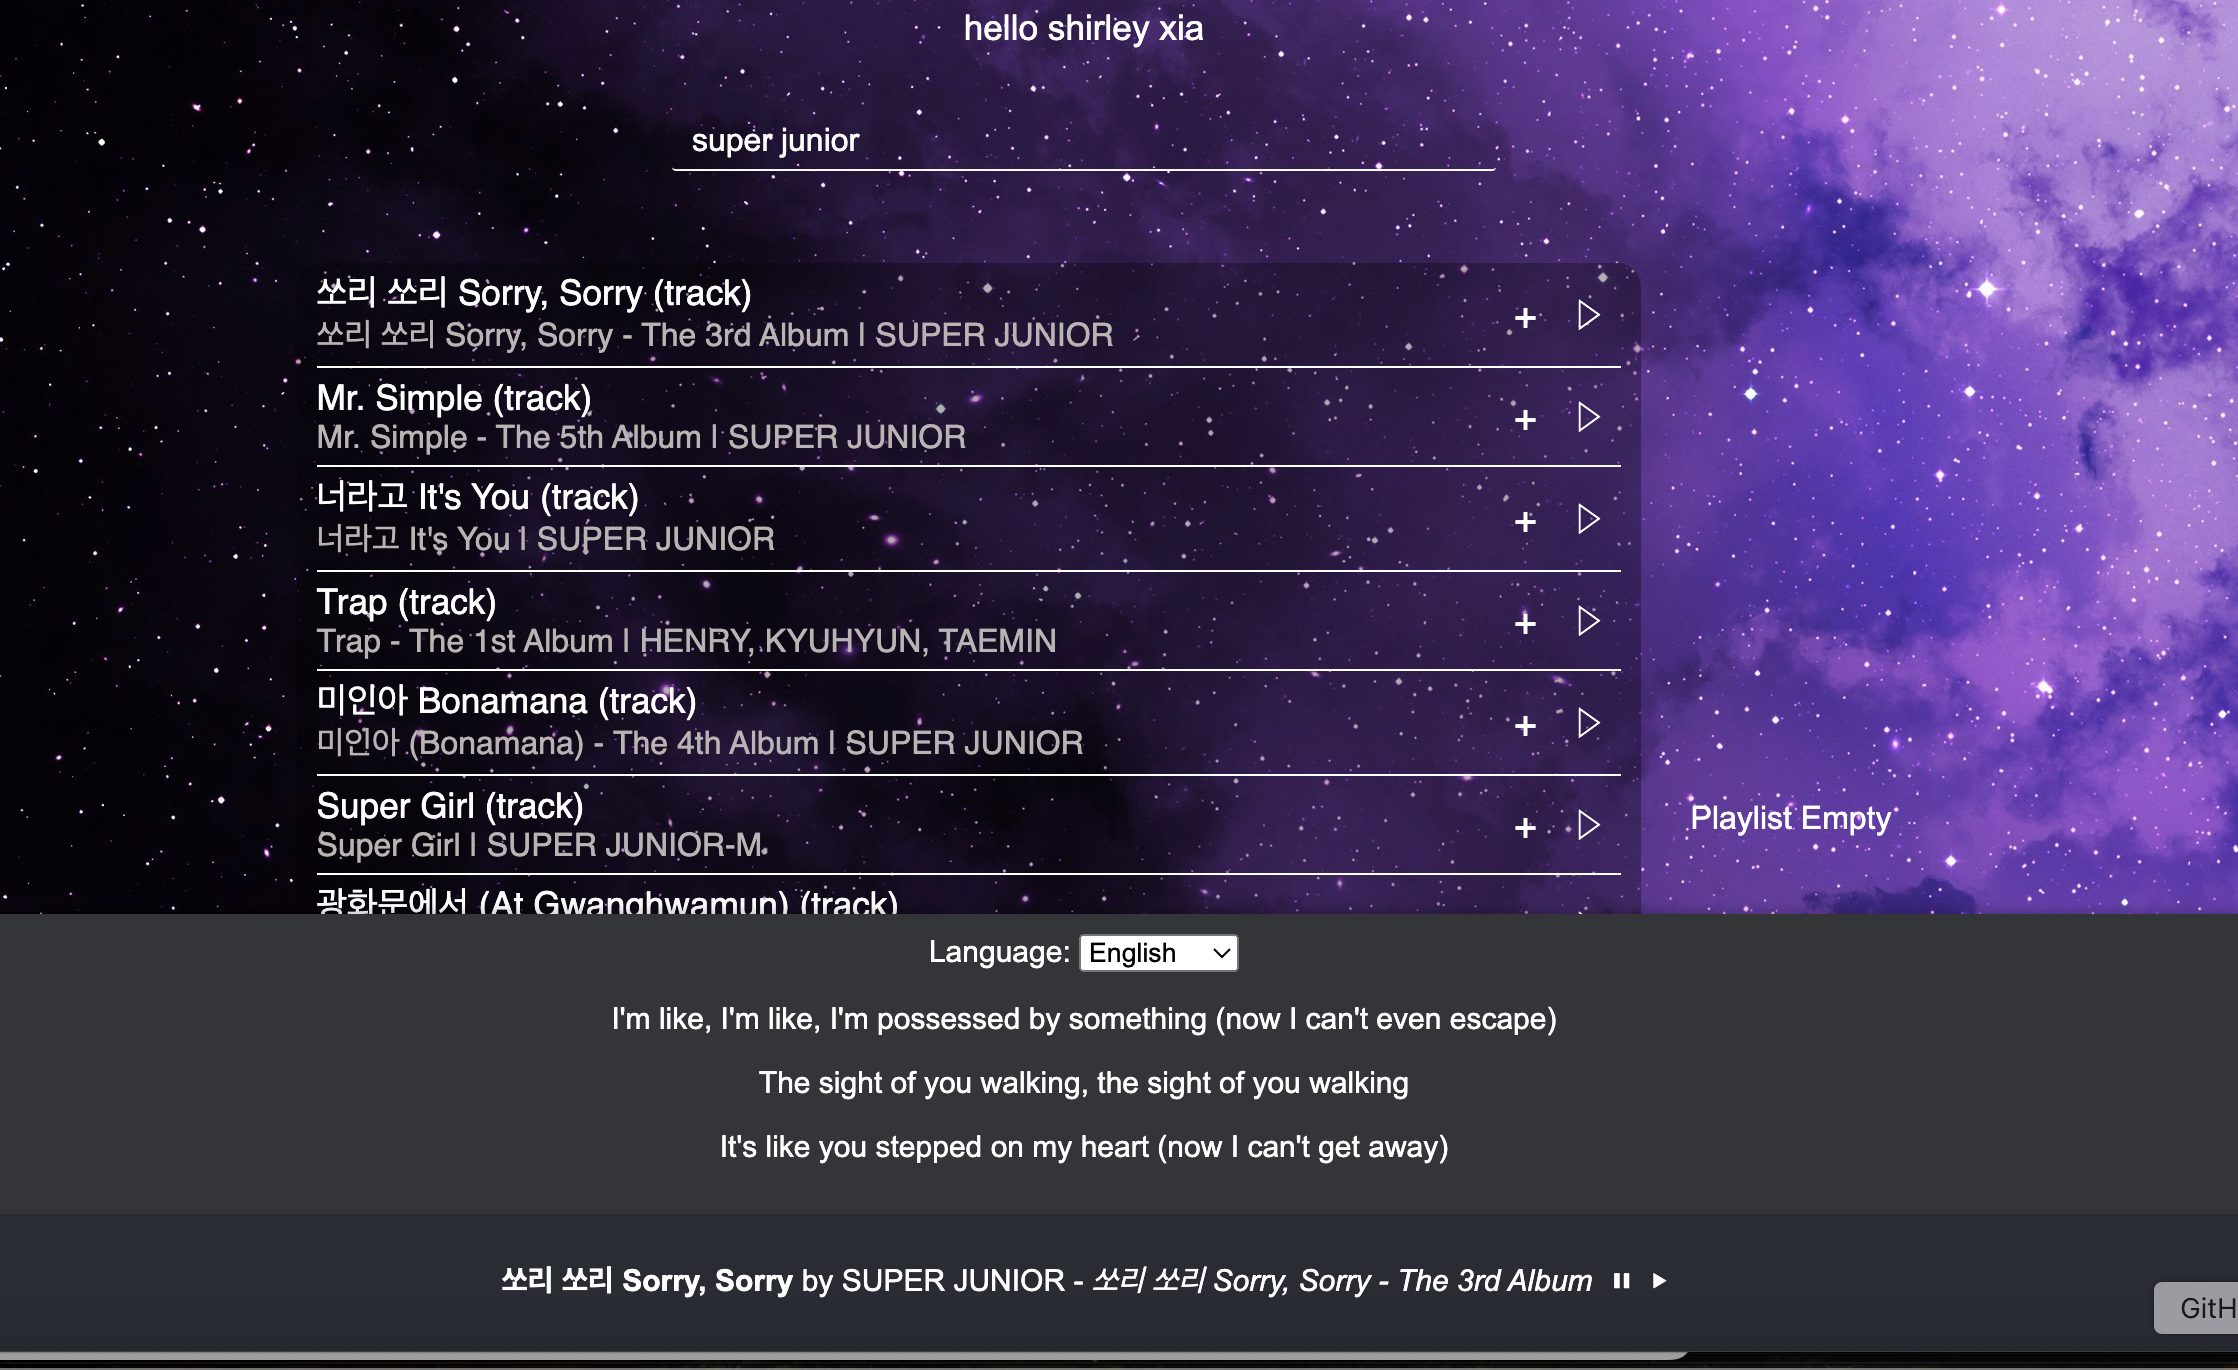 hello shirley xia
super junior
쏘리 쏘리 Sorry, Sorry (track)
쏘리 쏘리 Sorry, Sorry - The 3rd Album | SUPER JUNIOR
Mr. Simple (track)
Mr. Simple - The 5th Album | SUPER JUNIOR
너라고 It's You (track)
너라고 It's You | SUPER JUNIOR
Trap (track)
Trap - The 1st Album | HENRY, KYUHYUN, TAEMIN
미인아 Bonamana (track)
미인아 (Bonamana) - The 4th Album | SUPER JUNIOR
Super Girl (track)
Super Girl | SUPER JUNIOR-M
Playlist Empty
광화문에서 (At Gwanghwamun) (track)
Language: English
I'm like, I'm like, I'm possessed by something (now I can't even escape)
The sight of you walking, the sight of you walking
It's like you stepped on my heart (now I can't get away)
쏘리 쏘리 Sorry, Sorry by SUPER JUNIOR - 쏘리 쏘리 Sorry, Sorry - The 3rd Album